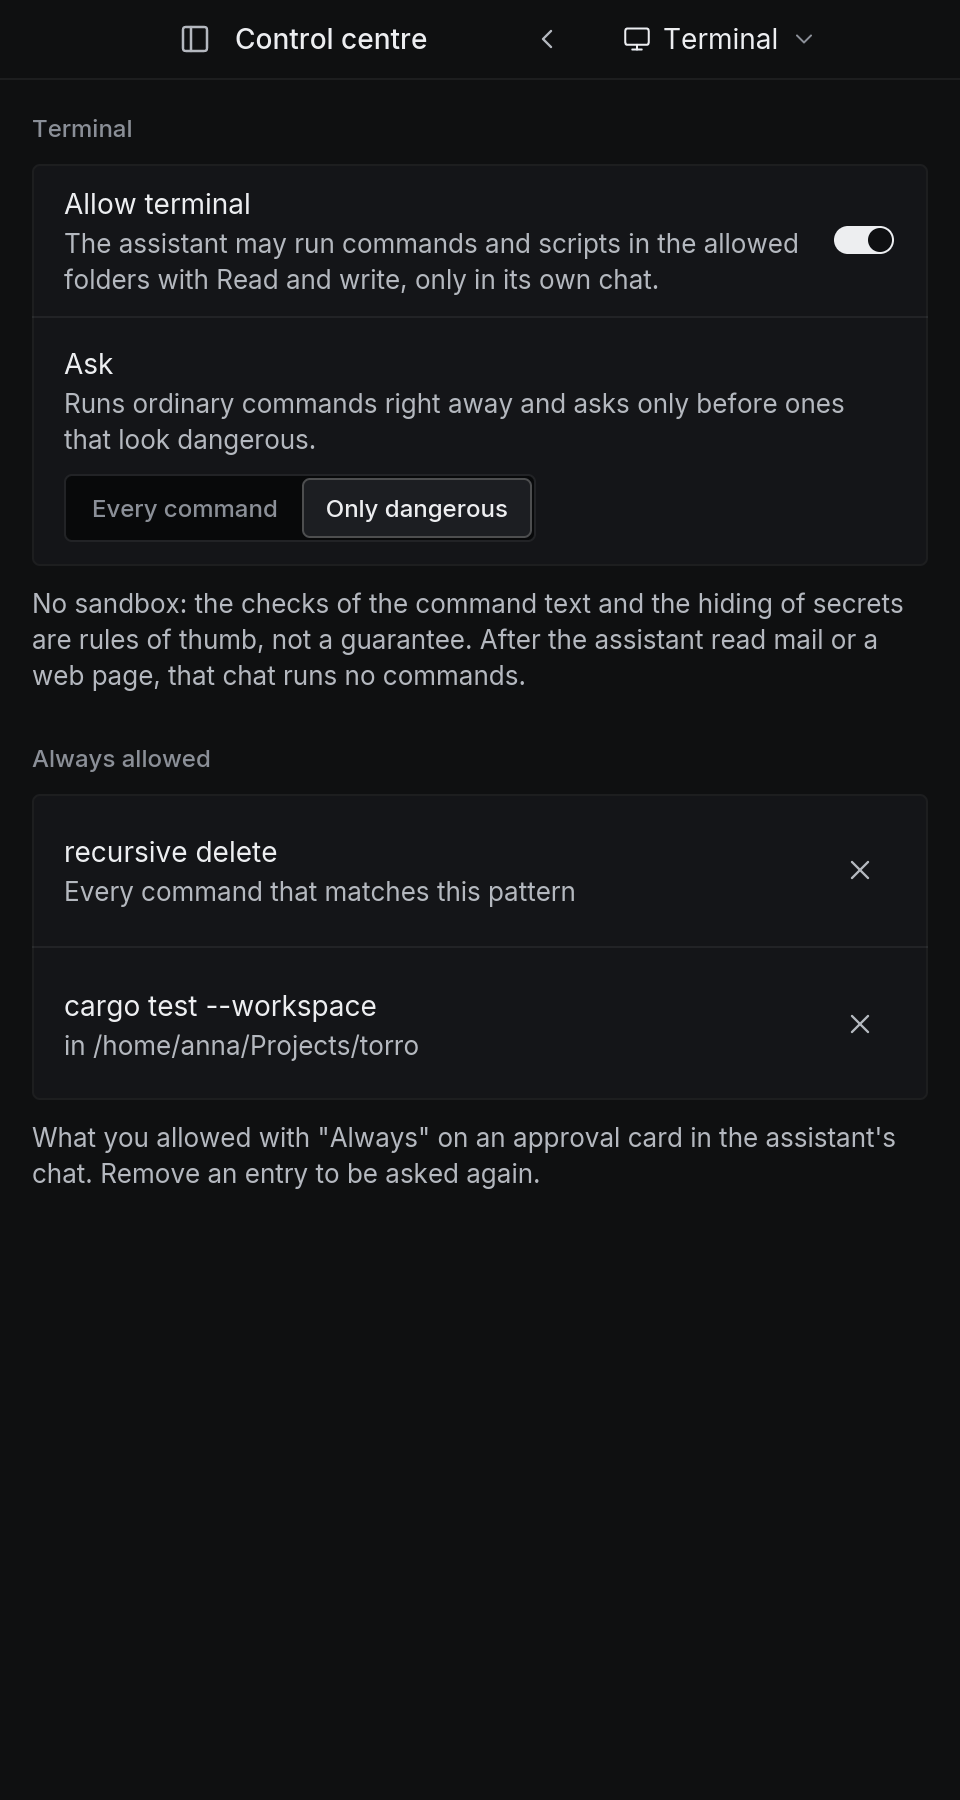 Control centre
Terminal
Terminal
Allow terminal
The assistant may run commands and scripts in the allowed
folders with Read and write, only in its own chat.
Ask
Runs ordinary commands right away and asks only before ones
that look dangerous.
Every command
Only dangerous
No sandbox: the checks of the command text and the hiding of secrets
are rules of thumb, not a guarantee. After the assistant read mail or a
web page, that chat runs no commands.
Always allowed
recursive delete
Every command that matches this pattern
cargo test --workspace
in /home/anna/Projects/torro
What you allowed with "Always" on an approval card in the assistant's
chat. Remove an entry to be asked again.